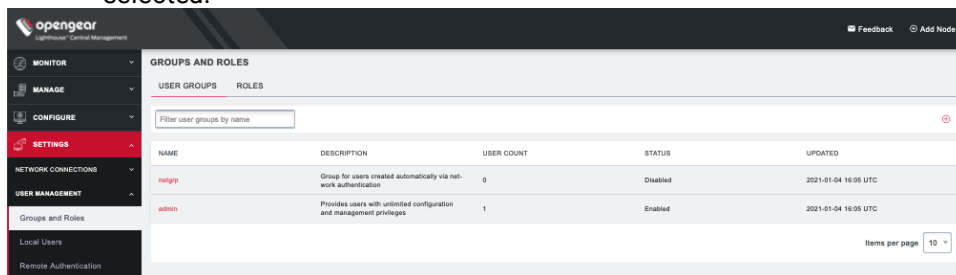 selected.
opengear
Lighthouse™ Central Management
Feedback
Add Node
MONITOR
MANAGE
CONFIGURE
SETTINGS
NETWORK CONNECTIONS
USER MANAGEMENT
Groups and Roles
Local Users
Remote Authentication
GROUPS AND ROLES
USER GROUPS ROLES
Filter user groups by name
NAME DESCRIPTION USER COUNT STATUS UPDATED
netgrp Group for users created automatically via net- 0 Disabled 2021-01-04 16:05 UTC
work authentication
admin Provides users with unlimited configuration 1 Enabled 2021-01-04 16:05 UTC
and management privileges
Items per page 10